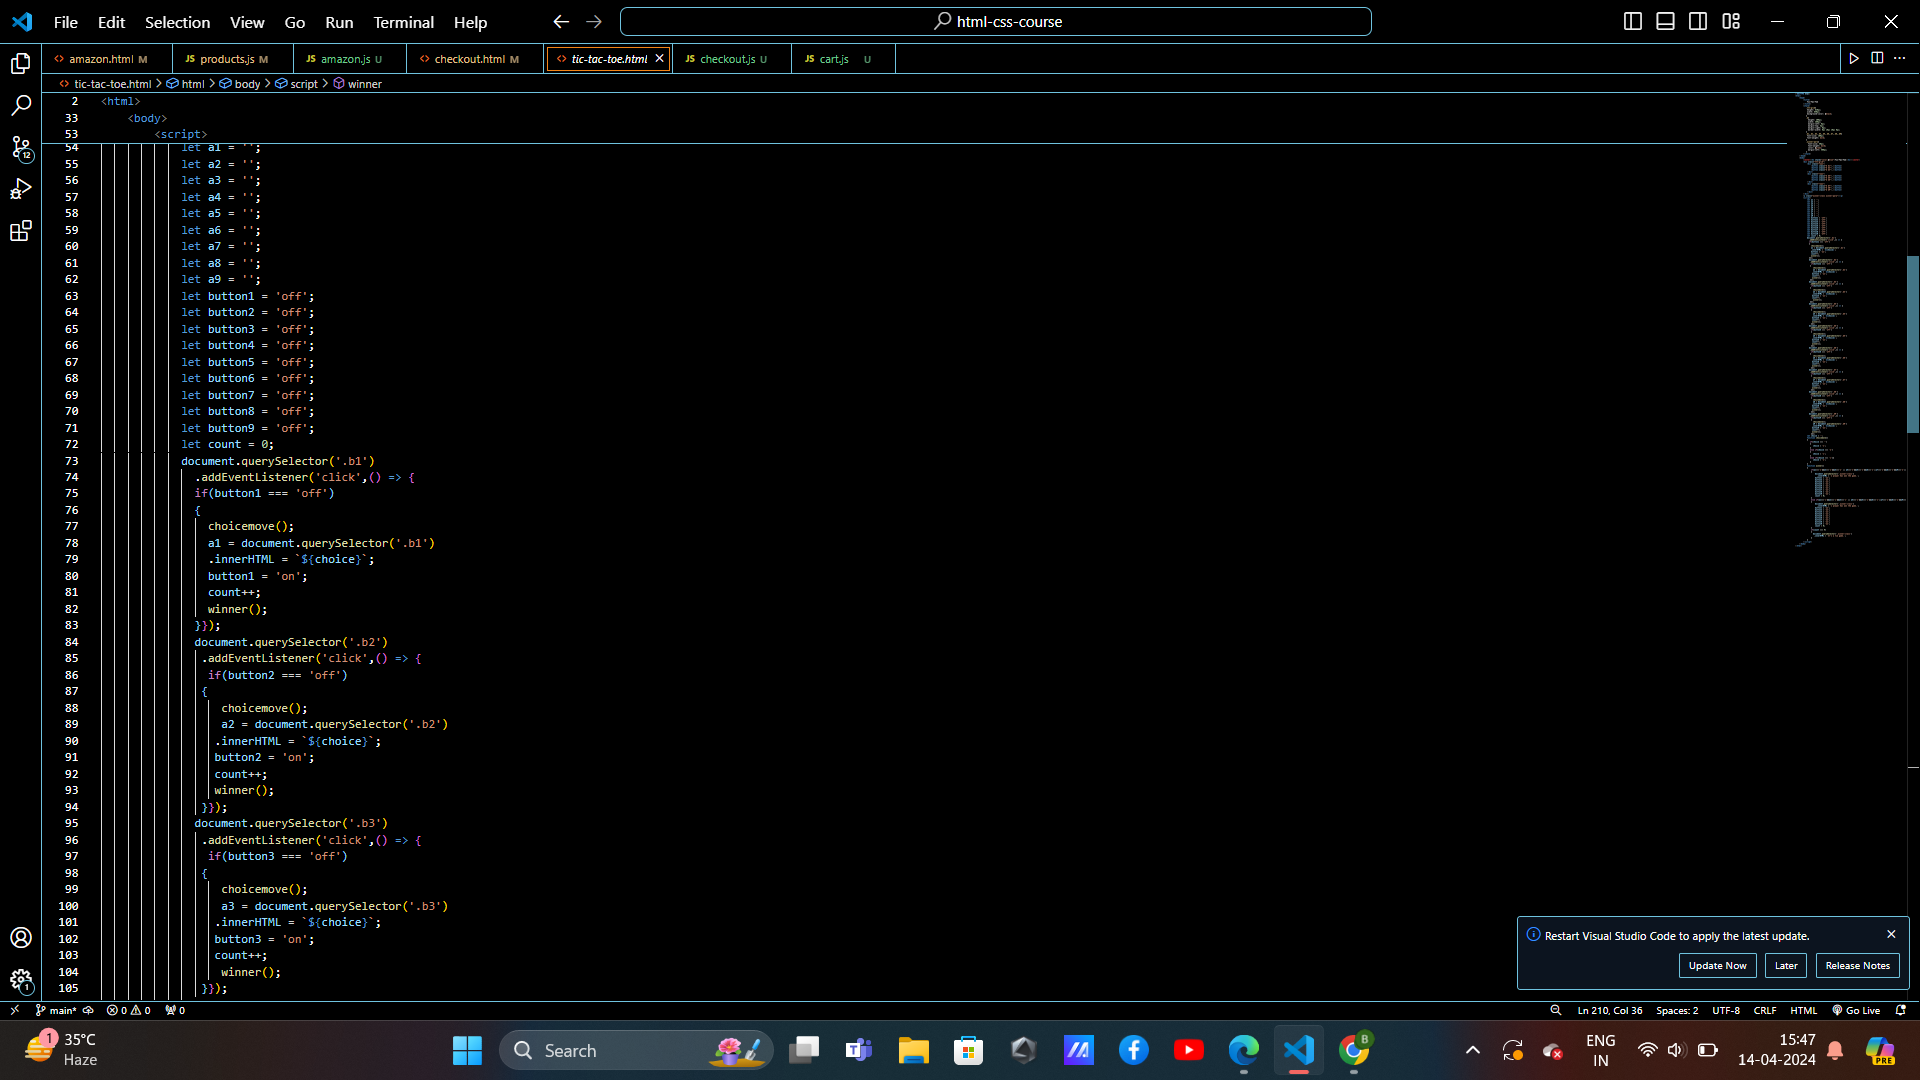 File Edit Selection View Go Run Terminal Help
html-css-course
amazon.html M
JS products.js M
JS amazon.js U
checkout.html M
tic-tac-toe.html
JS checkout.js U
JS cart.js U
tic-tac-toe.html > html > body > script > winner
2 <html>
33 <body>
53 <script>
54 let a1 = '';
55 let a2 = '';
56 let a3 = '';
57 let a4 = '';
58 let a5 = '';
59 let a6 = '';
60 let a7 = '';
61 let a8 = '';
62 let a9 = '';
63 let button1 = 'off';
64 let button2 = 'off';
65 let button3 = 'off';
66 let button4 = 'off';
67 let button5 = 'off';
68 let button6 = 'off';
69 let button7 = 'off';
70 let button8 = 'off';
71 let button9 = 'off';
72 let count = 0;
73 document.querySelector('.b1')
74 .addEventListener('click',() => {
75 if(button1 === 'off')
76 {
77 choicemove();
78 a1 = document.querySelector('.b1')
79 .innerHTML = `${choice}`;
80 button1 = 'on';
81 count++;
82 winner();
83 }});
84 document.querySelector('.b2')
85 .addEventListener('click',() => {
86 if(button2 === 'off')
87 {
88 choicemove();
89 a2 = document.querySelector('.b2')
90 .innerHTML = `${choice}`;
91 button2 = 'on';
92 count++;
93 winner();
94 }});
95 document.querySelector('.b3')
96 .addEventListener('click',() => {
97 if(button3 === 'off')
98 {
99 choicemove();
100 a3 = document.querySelector('.b3')
101 .innerHTML = `${choice}`;
102 button3 = 'on';
103 count++;
104 winner();
105 }});
12
1
Restart Visual Studio Code to apply the latest update.
Update Now Later Release Notes
main* 0 0 0
Ln 210, Col 36 Spaces: 2 UTF-8 CRLF HTML Go Live
1
35°C
Haze
Search
B
ENG
IN
15:47
14-04-2024
PRE